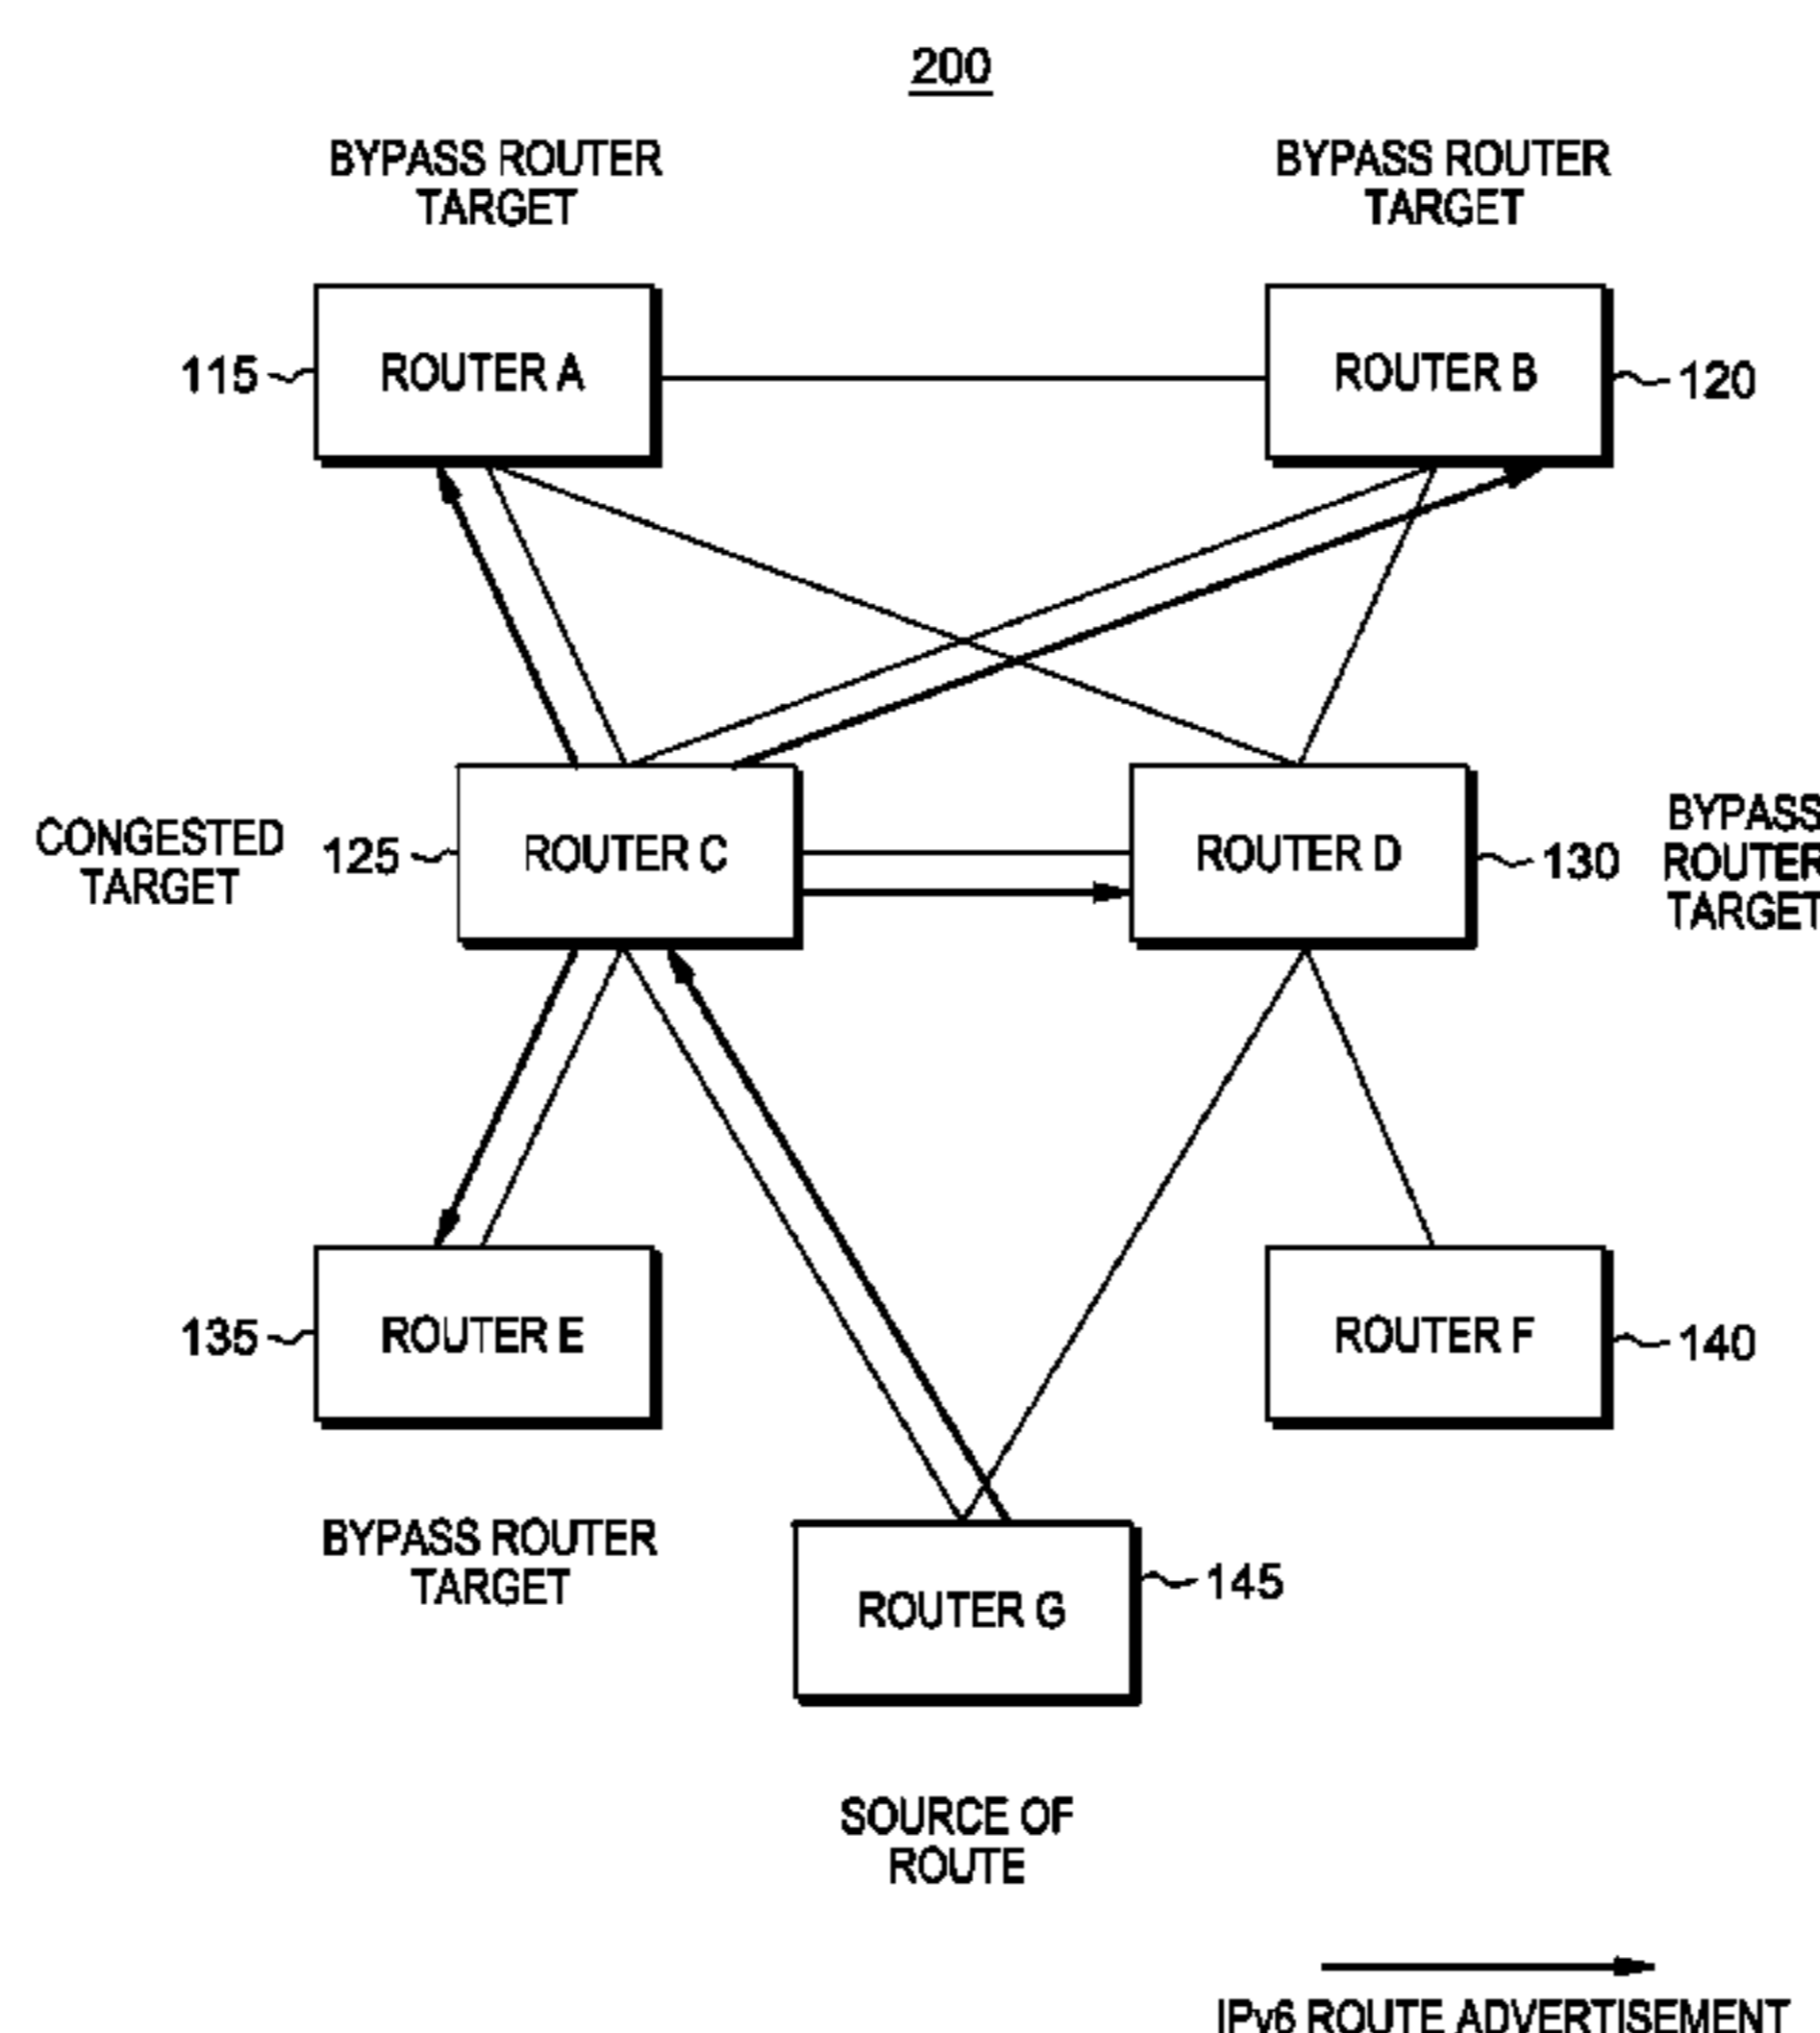 200
BYPASS ROUTER
TARGET
BYPASS ROUTER
TARGET
115
ROUTER A
ROUTER B
120
CONGESTED
TARGET
125
ROUTER C
ROUTER D
130
BYPASS
ROUTER
TARGET
135
ROUTER E
ROUTER F
140
BYPASS ROUTER
TARGET
ROUTER G
145
SOURCE OF
ROUTE
IPv6 ROUTE ADVERTISEMENT